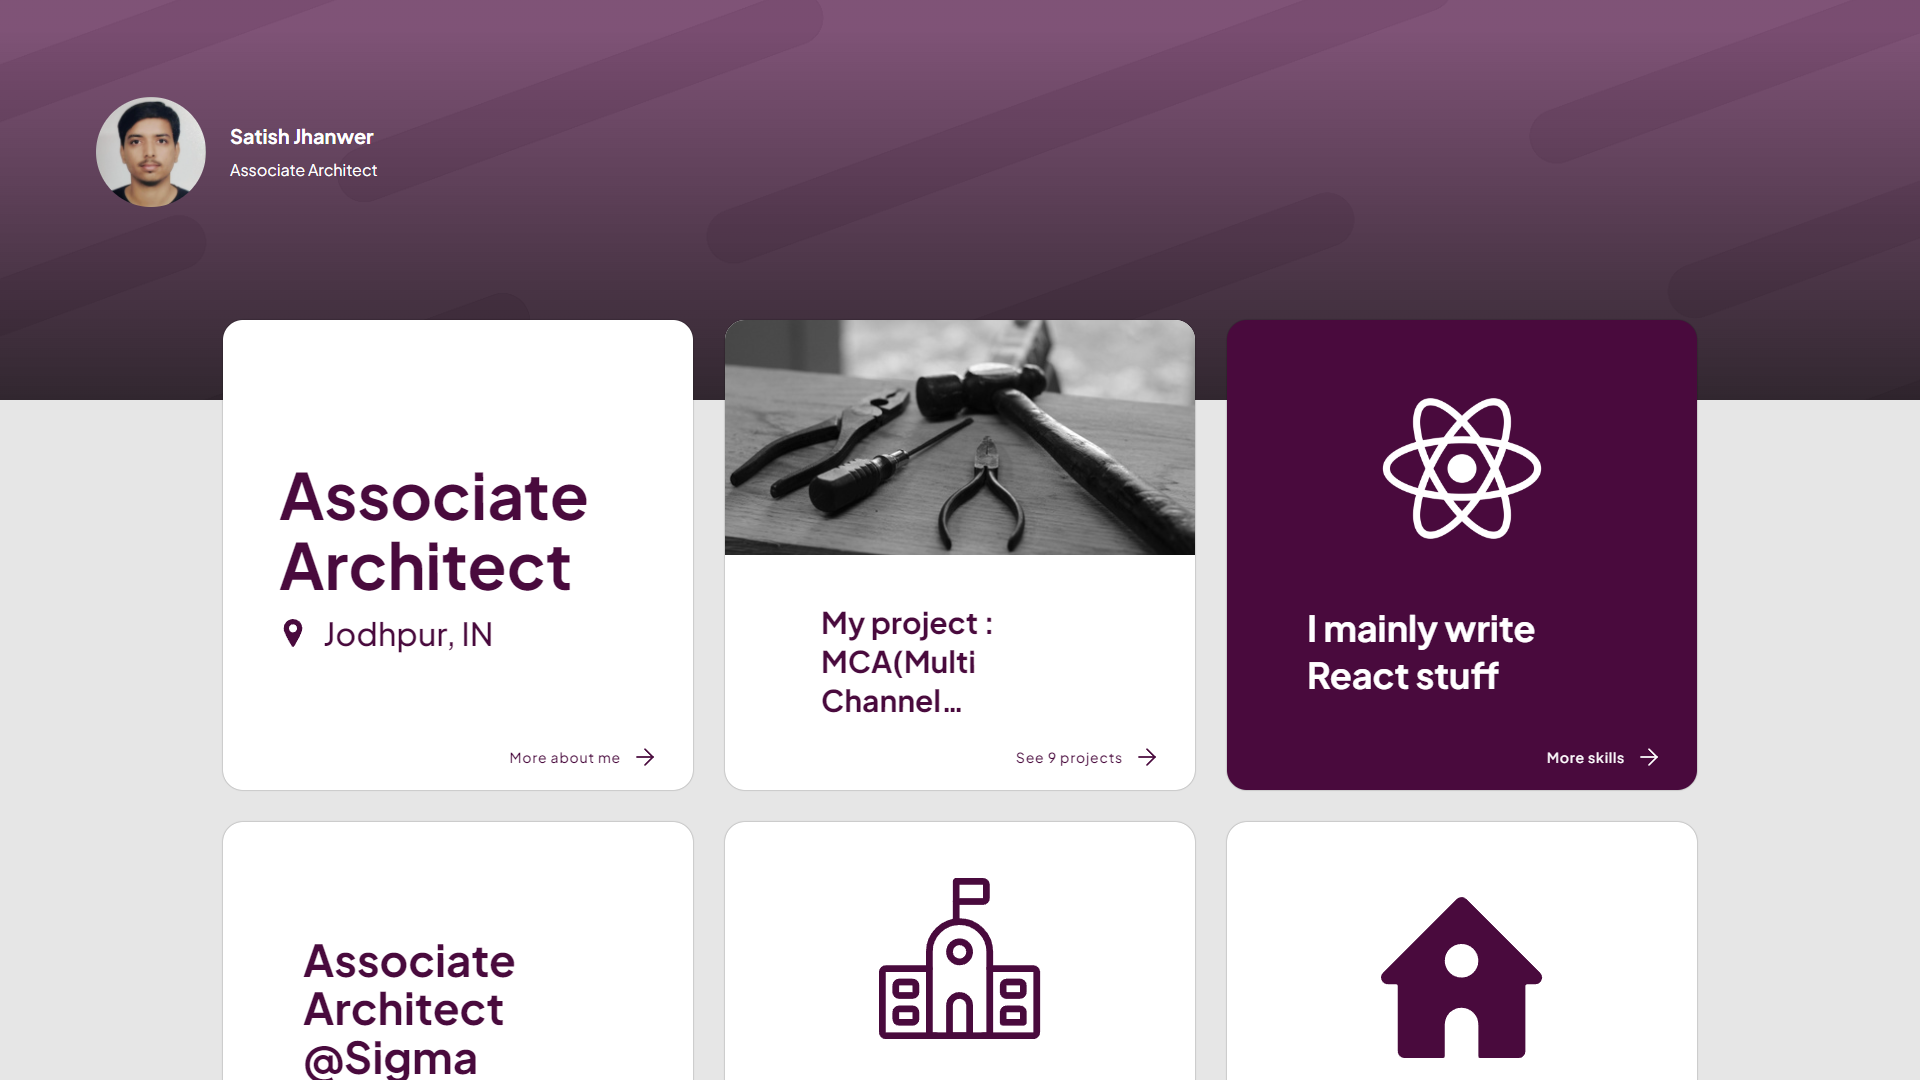 Satish Jhanwer
Associate Architect
Associate
Architect
Jodhpur, IN
More about me
My project :
MCA(Multi
Channel...
See 9 projects
I mainly write
React stuff
More skills
Associate
Architect
@Sigma